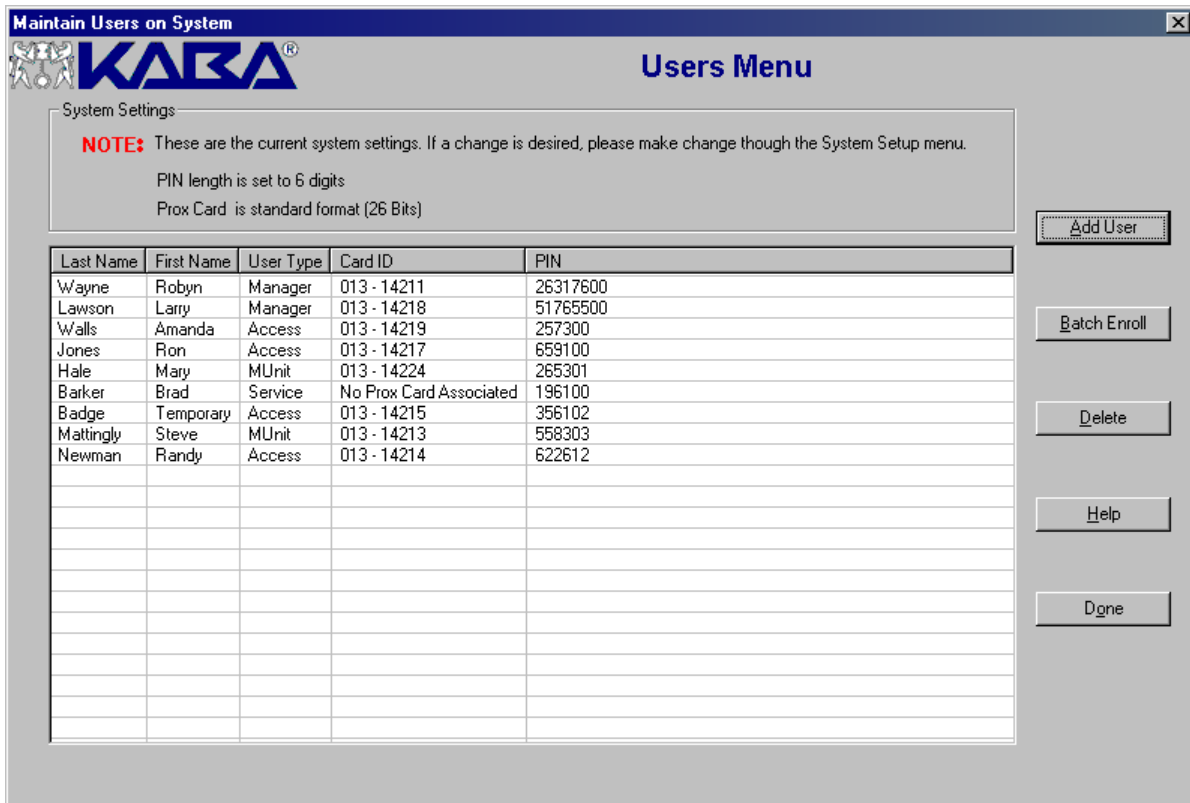 Maintain Users on System
KABA®
Users Menu
System Settings
NOTE: These are the current system settings. If a change is desired, please make change though the System Setup menu.
PIN length is set to 6 digits
Prox Card is standard format (26 Bits)
Last Name First Name User Type Card ID PIN
Wayne Robyn Manager 013 - 14211 26317600
Lawson Larry Manager 013 - 14218 51765500
Walls Amanda Access 013 - 14219 257300
Jones Ron Access 013 - 14217 659100
Hale Mary MUnit 013 - 14224 265301
Barker Brad Service No Prox Card Associated 196100
Badge Temporary Access 013 - 14215 356102
Mattingly Steve MUnit 013 - 14213 558303
Newman Randy Access 013 - 14214 622612
Add User
Batch Enroll
Delete
Help
Done